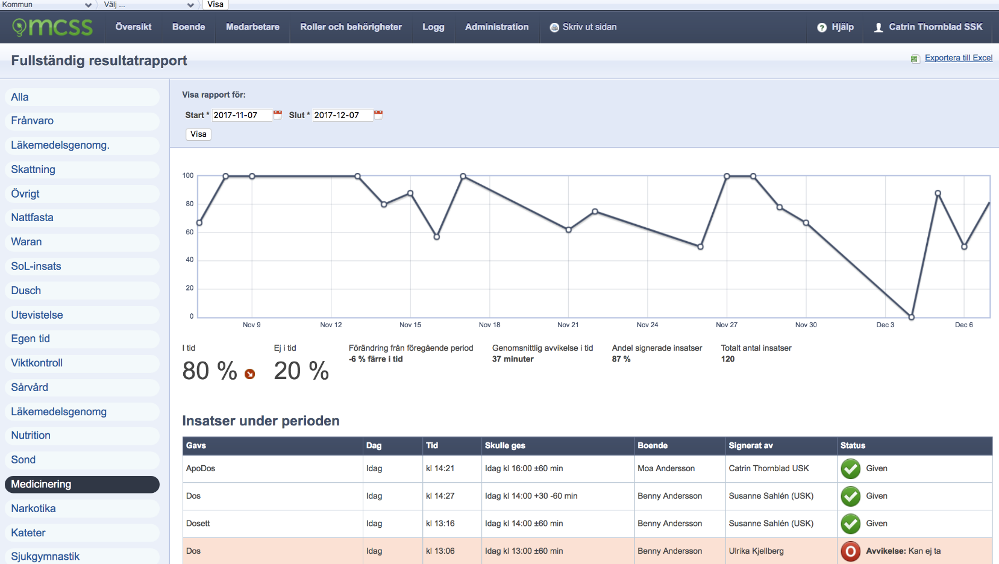 Kommun Välj ... Visa
mcss Översikt Boende Medarbetare Roller och behörigheter Logg Administration Skriv ut sidan ? Hjälp Catrin Thornblad SSK
Fullständig resultatrapport Exportera till Excel
Alla
Frånvaro
Läkemedelsgenomg.
Skattning
Övrigt
Nattfasta
Waran
SoL-insats
Dusch
Utevistelse
Egen tid
Viktkontroll
Sårvård
Läkemedelsgenomg
Nutrition
Sond
Medicinering
Narkotika
Kateter
Sjukgymnastik
Visa rapport för:
Start * 2017-11-07 Slut * 2017-12-07
Visa
100
80
60
40
20
0
Nov 9 Nov 12 Nov 15 Nov 18 Nov 21 Nov 24 Nov 27 Nov 30 Dec 3 Dec 6
I tid Ej i tid Förändring från föregående period Genomsnittlig avvikelse i tid Andel signerade insatser Totalt antal insatser
80 % 20 % -6 % färre i tid 37 minuter 87 % 120
Insatser under perioden
Gavs Dag Tid Skulle ges Boende Signerat av Status
ApoDos Idag kl 14:21 Idag kl 16:00 ±60 min Moa Andersson Catrin Thornblad USK Given
Dos Idag kl 14:27 Idag kl 14:00 +30 -60 min Benny Andersson Susanne Sahlén (USK) Given
Dosett Idag kl 13:16 Idag kl 14:00 ±60 min Benny Andersson Susanne Sahlén (USK) Given
Dos Idag kl 13:06 Idag kl 13:00 ±60 min Benny Andersson Ulrika Kjellberg Avvikelse: Kan ej ta